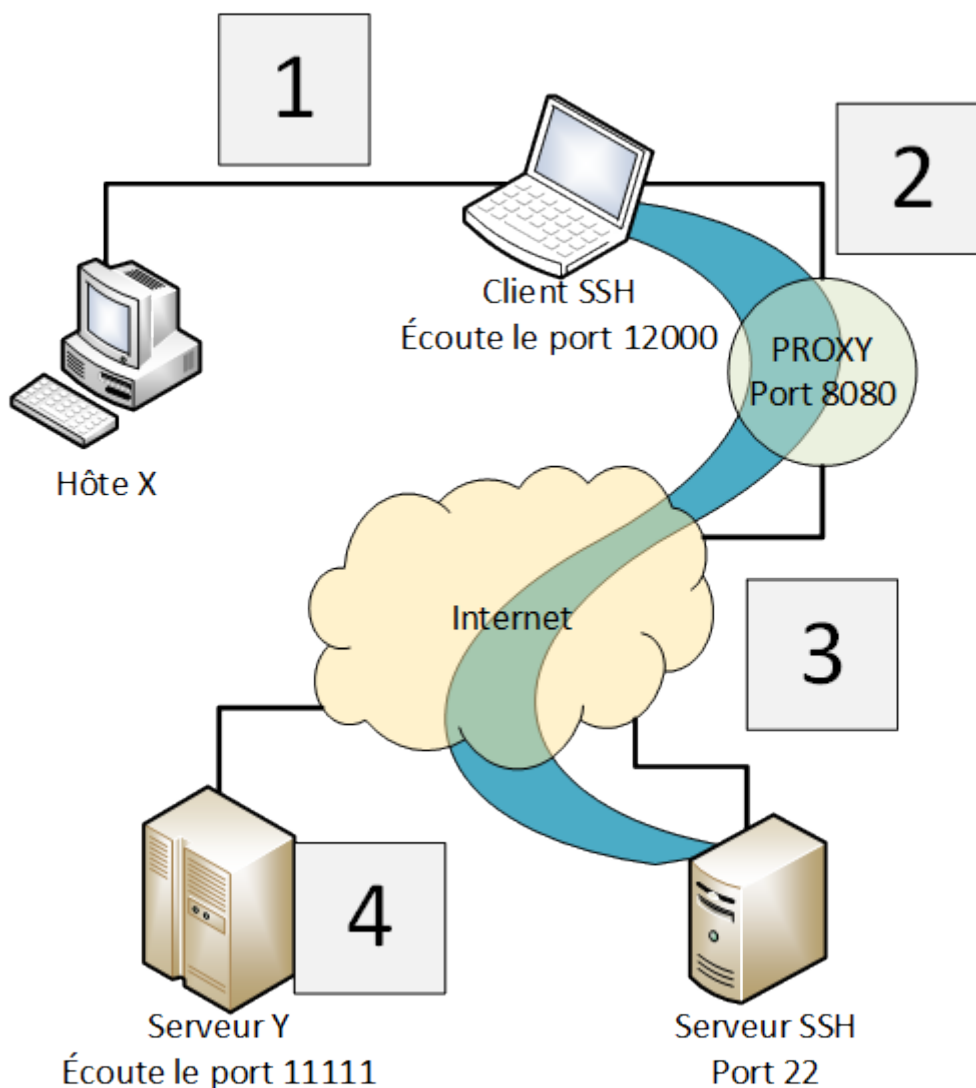 1
2
Client SSH
Écoute le port 12000
PROXY
Port 8080
Hôte X
Internet
3
4
Serveur Y
Écoute le port 11111
Serveur SSH
Port 22